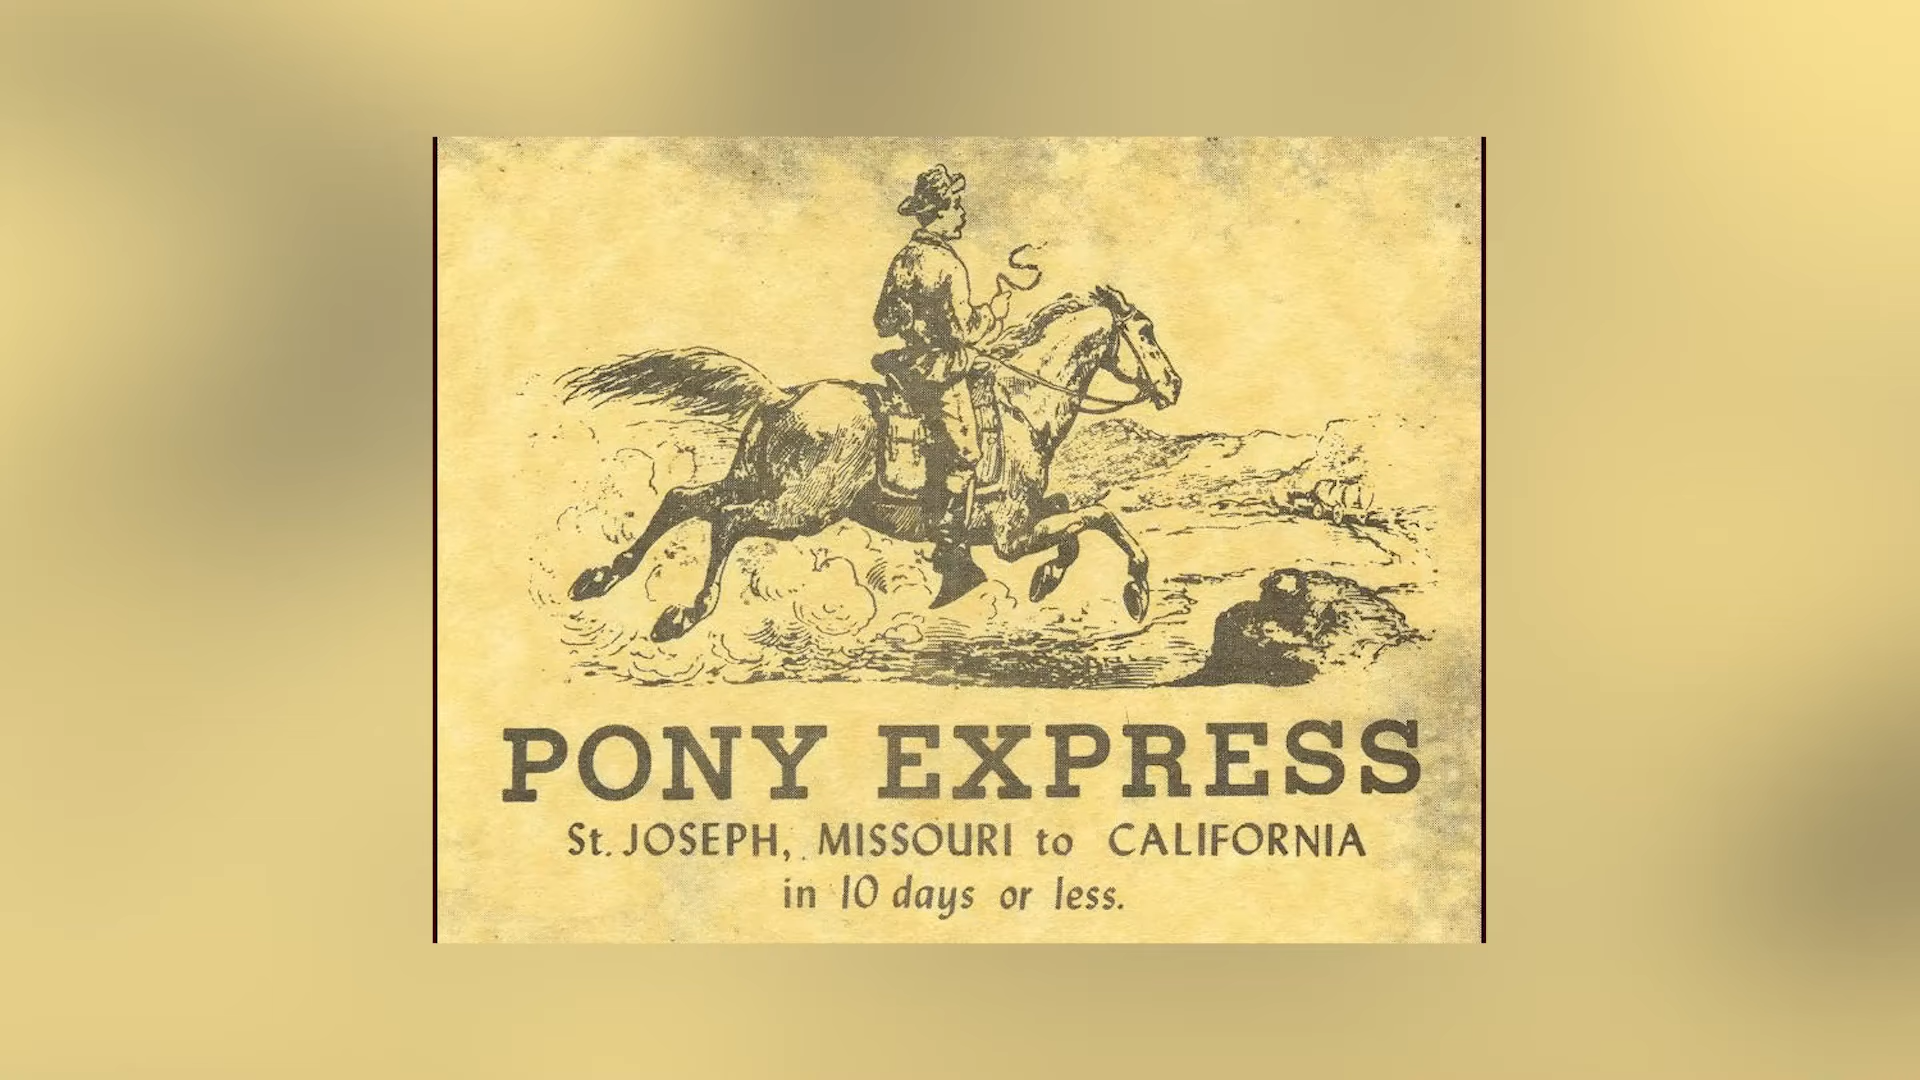 PONY EXPRESS
St. JOSEPH, MISSOURI to CALIFORNIA
in 10 days or less.